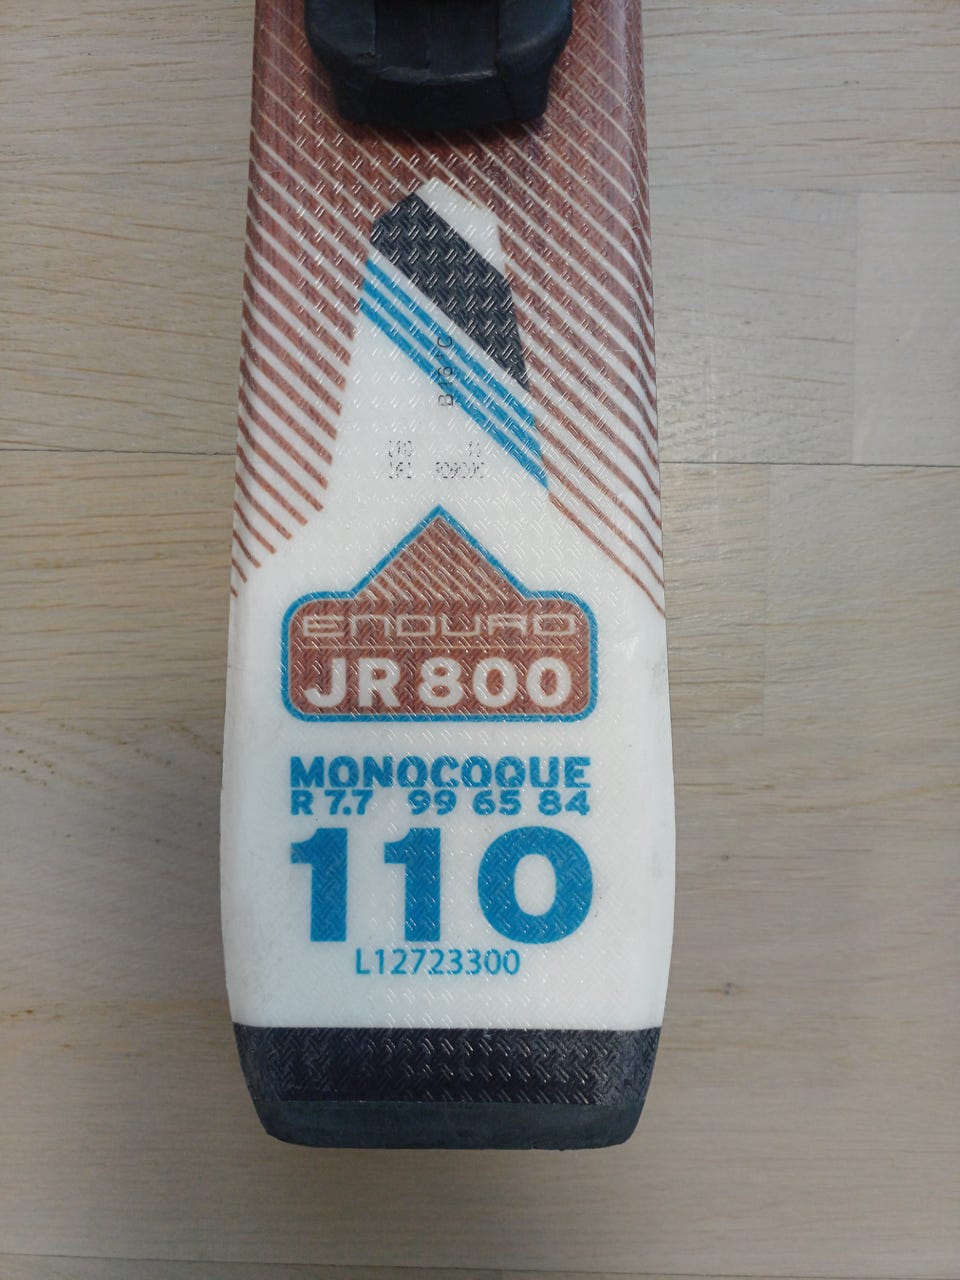 ENDURO
JR 800
MONOCOQUE
R 7.7 99 65 84
110
L12723300